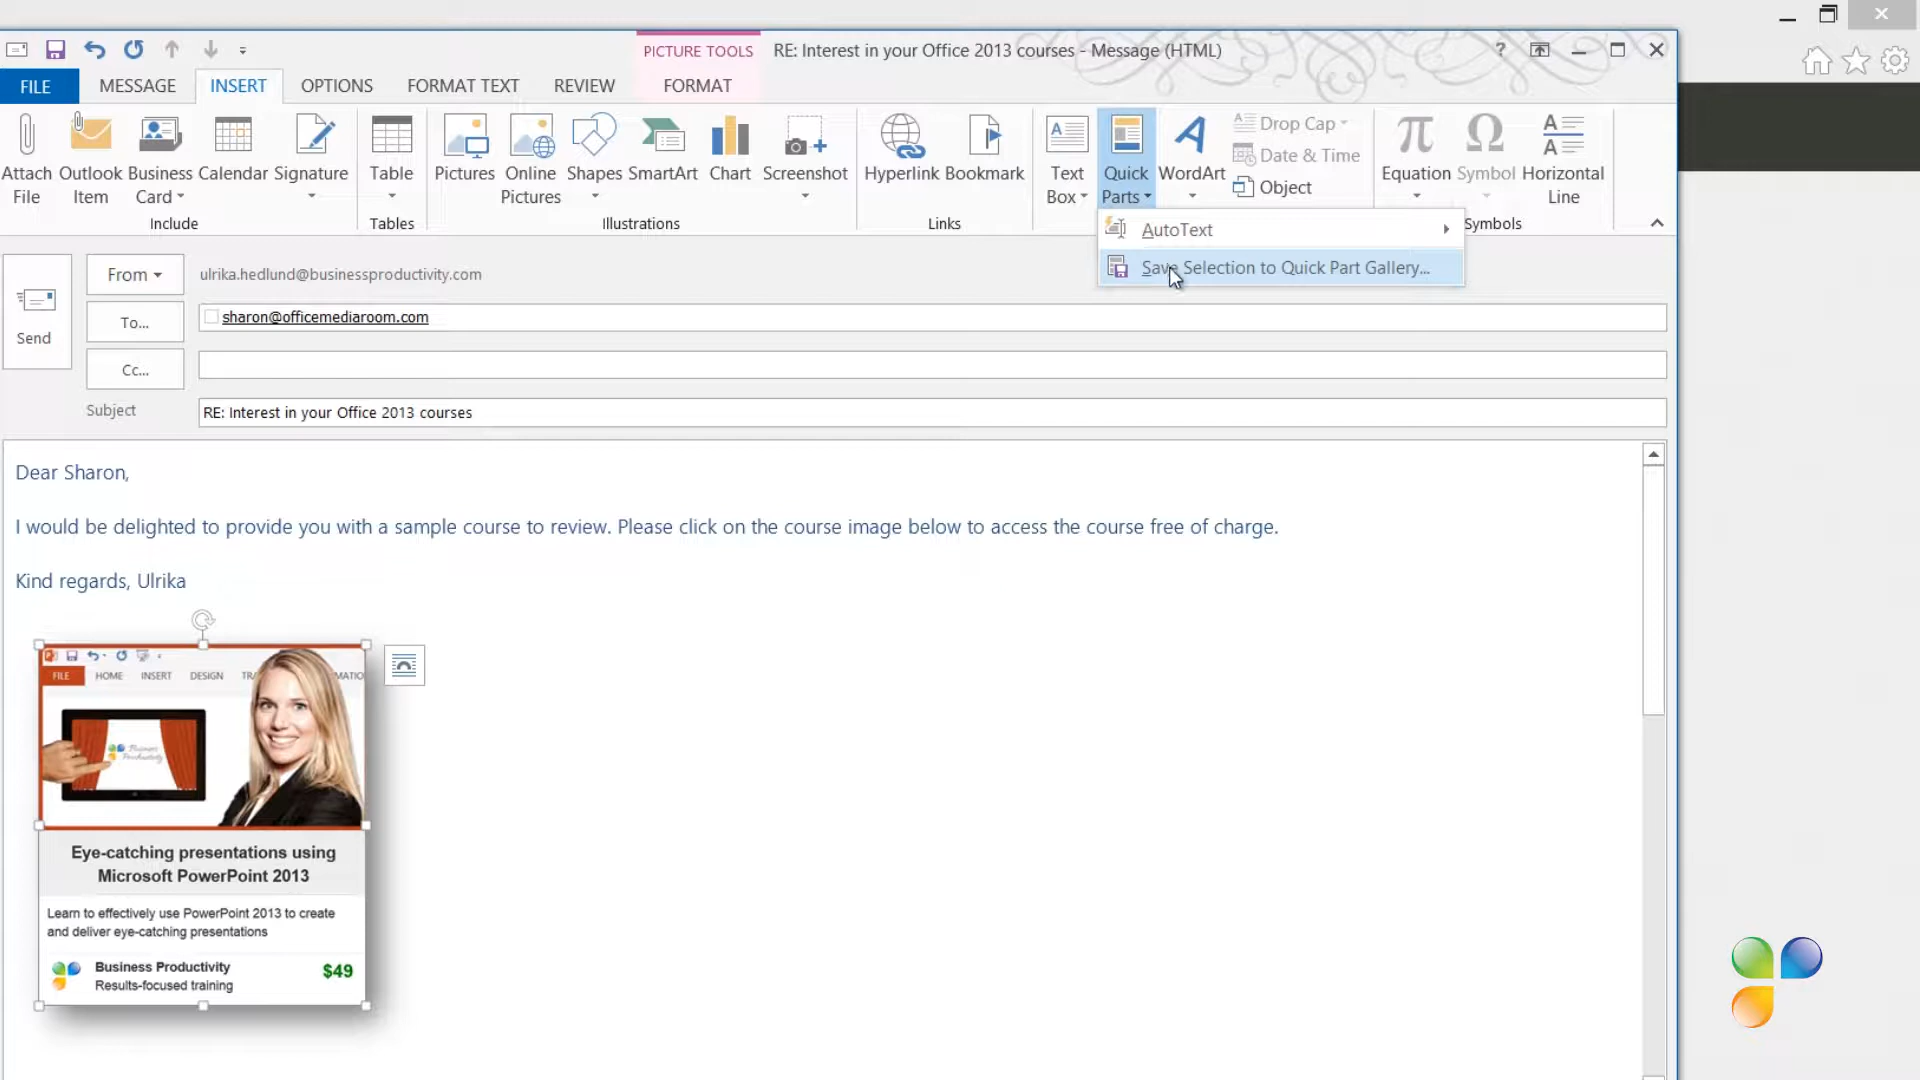 PICTURE TOOLS
RE: Interest in your Office 2013 courses - Message (HTML)
?
FILE
MESSAGE
INSERT
OPTIONS
FORMAT TEXT
REVIEW
FORMAT
Attach File
Outlook Item
Business Card
Calendar
Signature
Table
Pictures
Online Pictures
Shapes
SmartArt
Chart
Screenshot
Hyperlink
Bookmark
Text Box
Quick Parts
WordArt
Drop Cap
Date & Time
Object
Equation
Symbol
Horizontal Line
Include
Tables
Illustrations
Links
Symbols
AutoText
Save Selection to Quick Part Gallery...
Send
From
ulrika.hedlund@businessproductivity.com
To...
sharon@officemediaroom.com
Cc...
Subject
RE: Interest in your Office 2013 courses
Dear Sharon,
I would be delighted to provide you with a sample course to review. Please click on the course image below to access the course free of charge.
Kind regards, Ulrika
FILE HOME INSERT DESIGN
Business
Productivity
Eye-catching presentations using
Microsoft PowerPoint 2013
Learn to effectively use PowerPoint 2013 to create
and deliver eye-catching presentations
Business Productivity
Results-focused training
$49